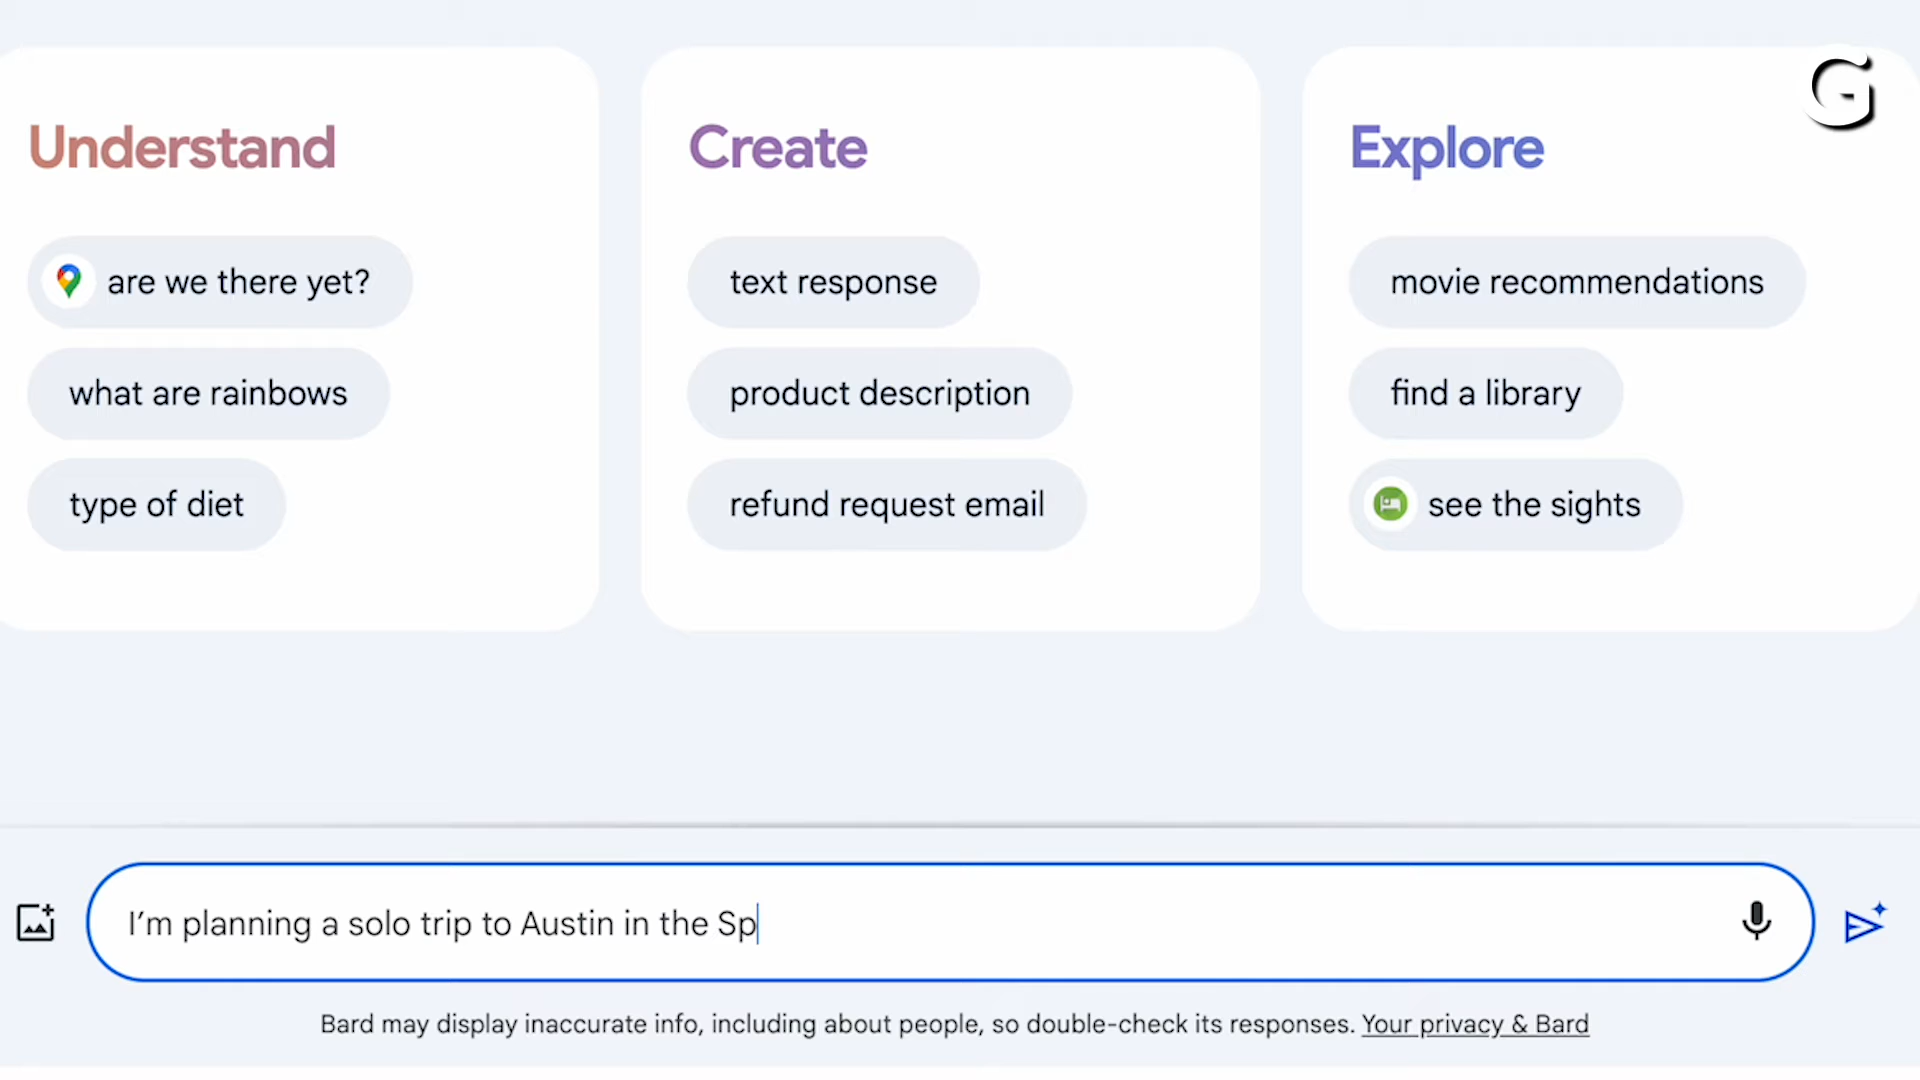 G
Understand
are we there yet?
what are rainbows
type of diet
Create
text response
product description
refund request email
Explore
movie recommendations
find a library
see the sights
I’m planning a solo trip to Austin in the Sp
Bard may display inaccurate info, including about people, so double-check its responses. Your privacy & Bard